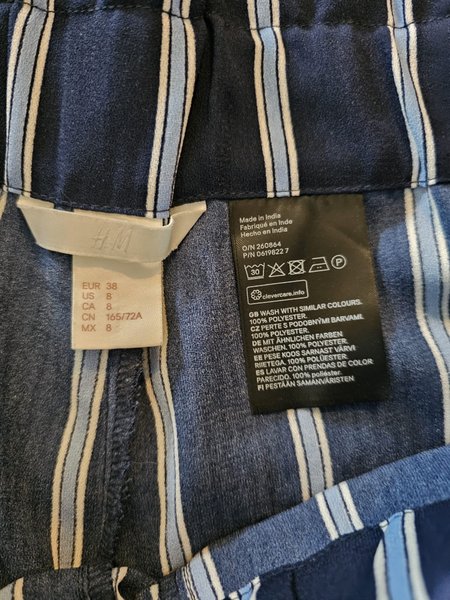 H&M
EUR 38
US 8
CA 8
CN 165/72A
MX 8
Made in India
Fabriqué en Inde
Hecho en India
O/N 260864
P/N 0619822 7
30
P
clevercare.info
GB WASH WITH SIMILAR COLOURS.
100% POLYESTER.
CZ PERTE S PODOBNÝMI BARVAMI.
100% POLYESTER.
DE MIT ÄHNLICHEN FARBEN
WASCHEN. 100% POLYESTER
EE PESE KOOS SARNAST VÄRVI
RIIETEGA. 100% POLÜESTER
ES LAVAR CON PRENDAS DE COLOR
PARECIDO. 100% poliéster.
FI PESTÄÄN SAMANVÄRISTEN